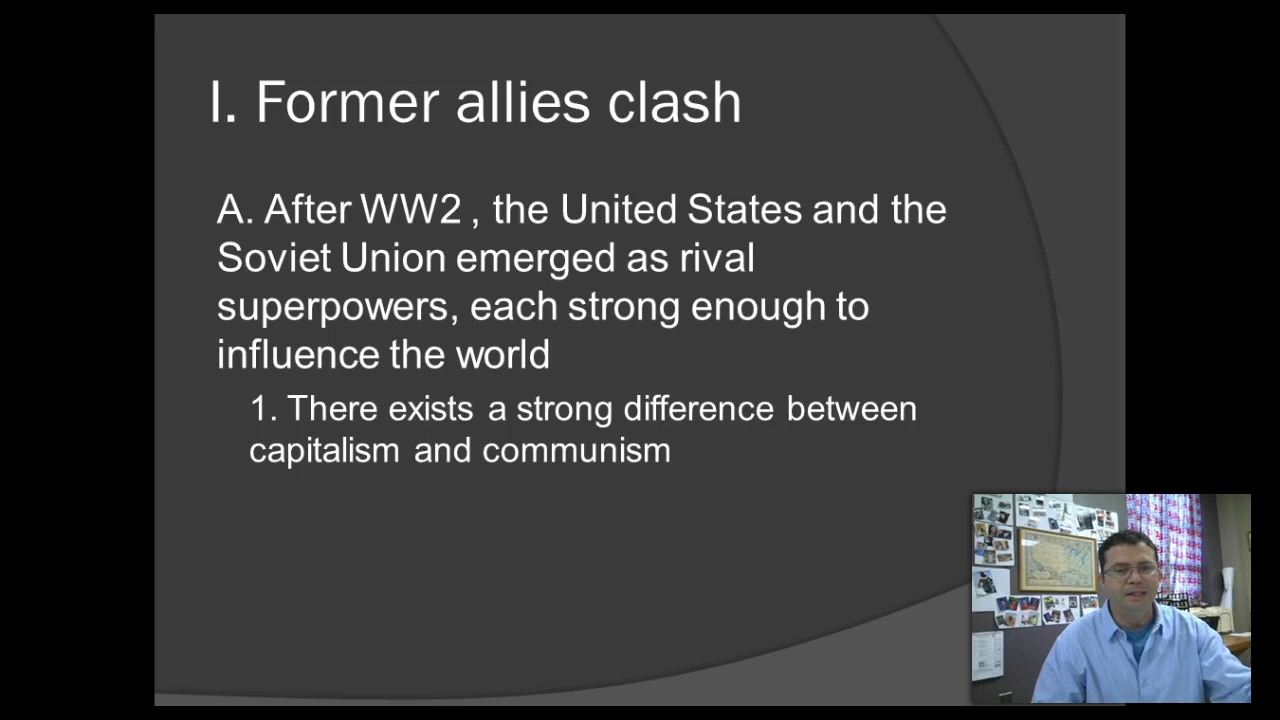 I. Former allies clash
A. After WW2 , the United States and the
Soviet Union emerged as rival
superpowers, each strong enough to
influence the world
1. There exists a strong difference between
capitalism and communism